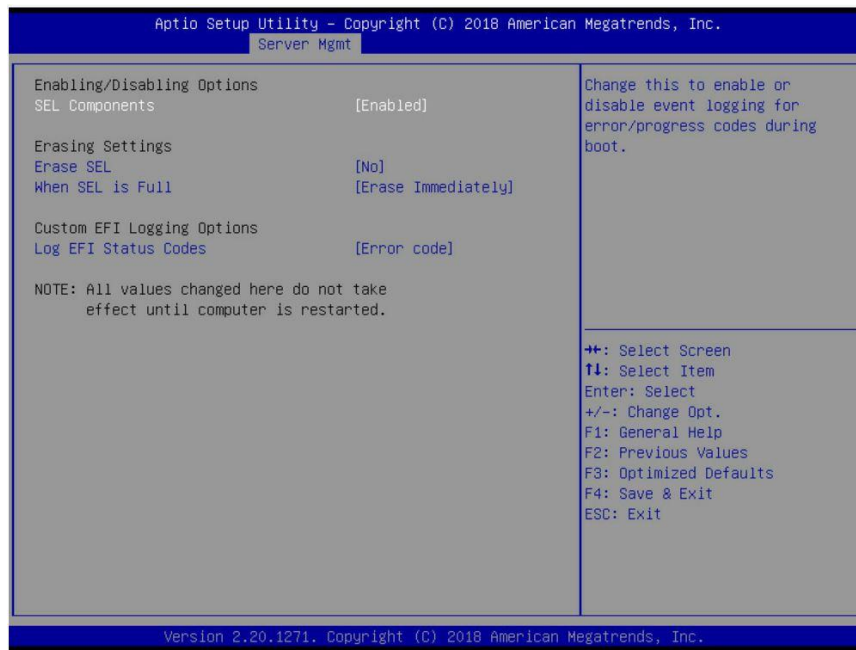 Aptio Setup Utility – Copyright (C) 2018 American Megatrends, Inc.
Server Mgmt
Enabling/Disabling Options
SEL Components [Enabled]
Erasing Settings
Erase SEL [No]
When SEL is Full [Erase Immediately]
Custom EFI Logging Options
Log EFI Status Codes [Error code]
NOTE: All values changed here do not take
effect until computer is restarted.
Change this to enable or
disable event logging for
error/progress codes during
boot.
→←: Select Screen
↑↓: Select Item
Enter: Select
+/-: Change Opt.
F1: General Help
F2: Previous Values
F3: Optimized Defaults
F4: Save & Exit
ESC: Exit
Version 2.20.1271. Copyright (C) 2018 American Megatrends, Inc.